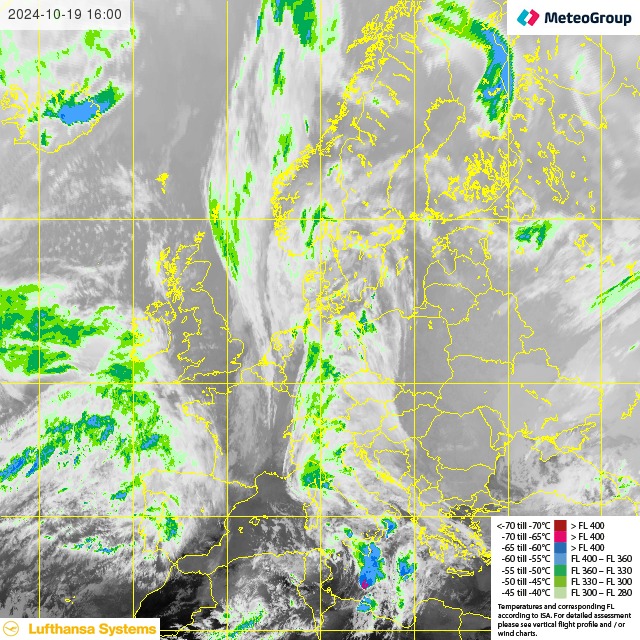 2024-10-19 16:00
MeteoGroup
<-70 till -70°C > FL 400
-70 till -65°C > FL 400
-65 till -60°C > FL 400
-60 till -55°C FL 400 – FL 360
-55 till -50°C FL 360 – FL 330
-50 till -45°C FL 330 – FL 300
-45 till -40°C FL 300 – FL 280
Temperatures and corresponding FL
according to ISA. For detailed assessment
please see vertical flight profile and / or
wind charts.
Lufthansa Systems